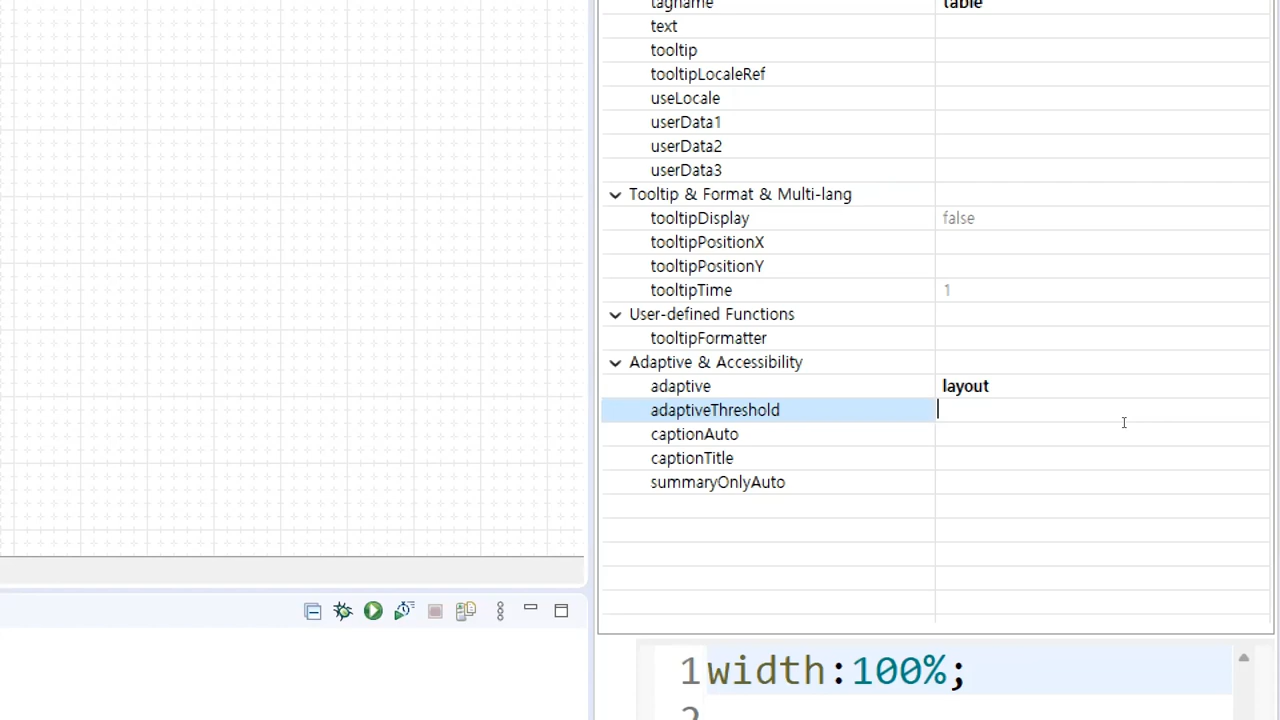 tagname table
text
tooltip
tooltipLocaleRef
useLocale
userData1
userData2
userData3
Tooltip & Format & Multi-lang
tooltipDisplay false
tooltipPositionX
tooltipPositionY
tooltipTime 1
User-defined Functions
tooltipFormatter
Adaptive & Accessibility
adaptive layout
adaptiveThreshold
captionAuto
captionTitle
summaryOnlyAuto
1 width:100%;
2